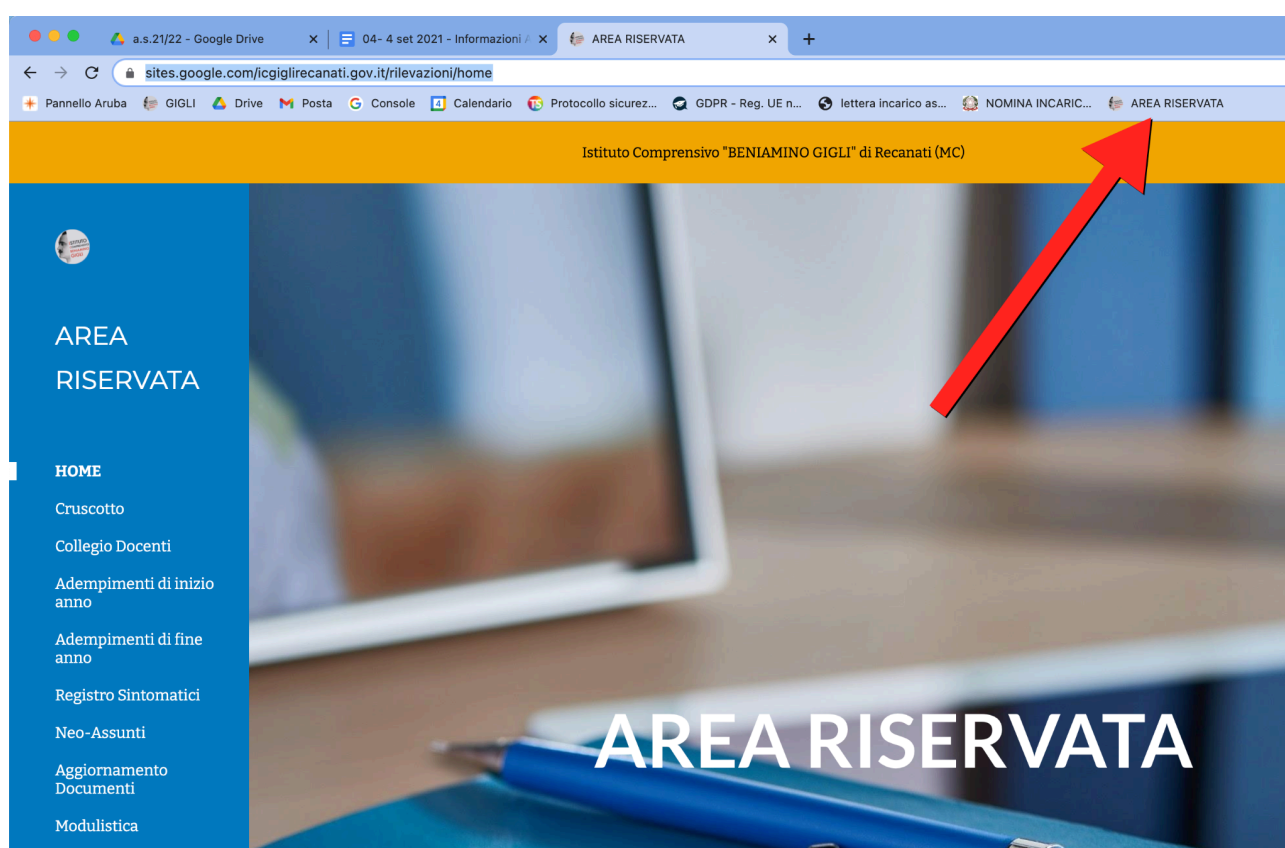 a.s.21/22 - Google Drive
04- 4 set 2021 - Informazioni A
AREA RISERVATA
sites.google.com/icgiglirecanati.gov.it/rilevazioni/home
Pannello Aruba GIGLI Drive Posta Console Calendario Protocollo sicurez... GDPR - Reg. UE n... lettera incarico as... NOMINA INCARIC... AREA RISERVATA
Istituto Comprensivo "BENIAMINO GIGLI" di Recanati (MC)
AREA
RISERVATA
HOME
Cruscotto
Collegio Docenti
Adempimenti di inizio
anno
Adempimenti di fine
anno
Registro Sintomatici
Neo-Assunti
Aggiornamento
Documenti
Modulistica
AREA RISERVATA